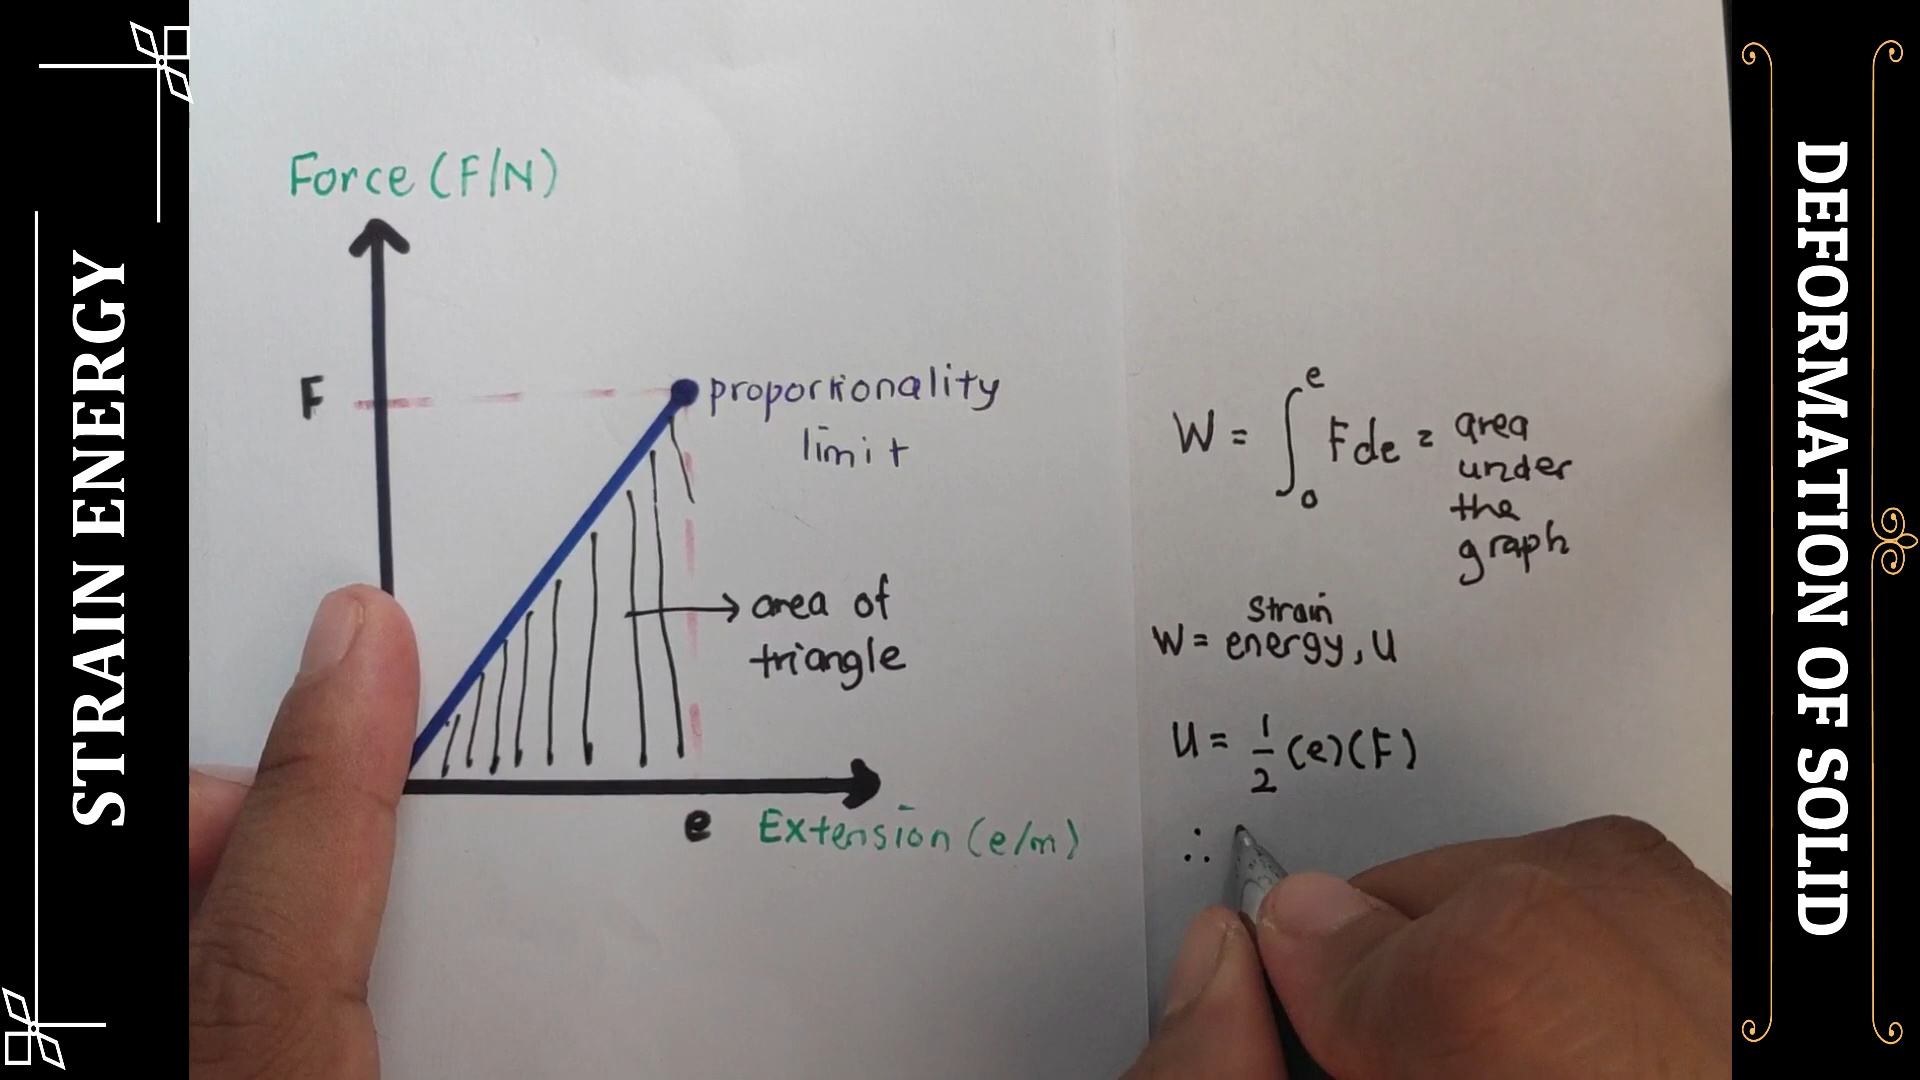 STRAIN ENERGY
Force (F/N)
F
proportionality
limit
area of
triangle
e
Extension (e/m)
W = ∫₀ᵉ F de = area
under
the
graph
Strain
W = energy, U
U = 1/2 (e)(F)
∴
DEFORMATION OF SOLID